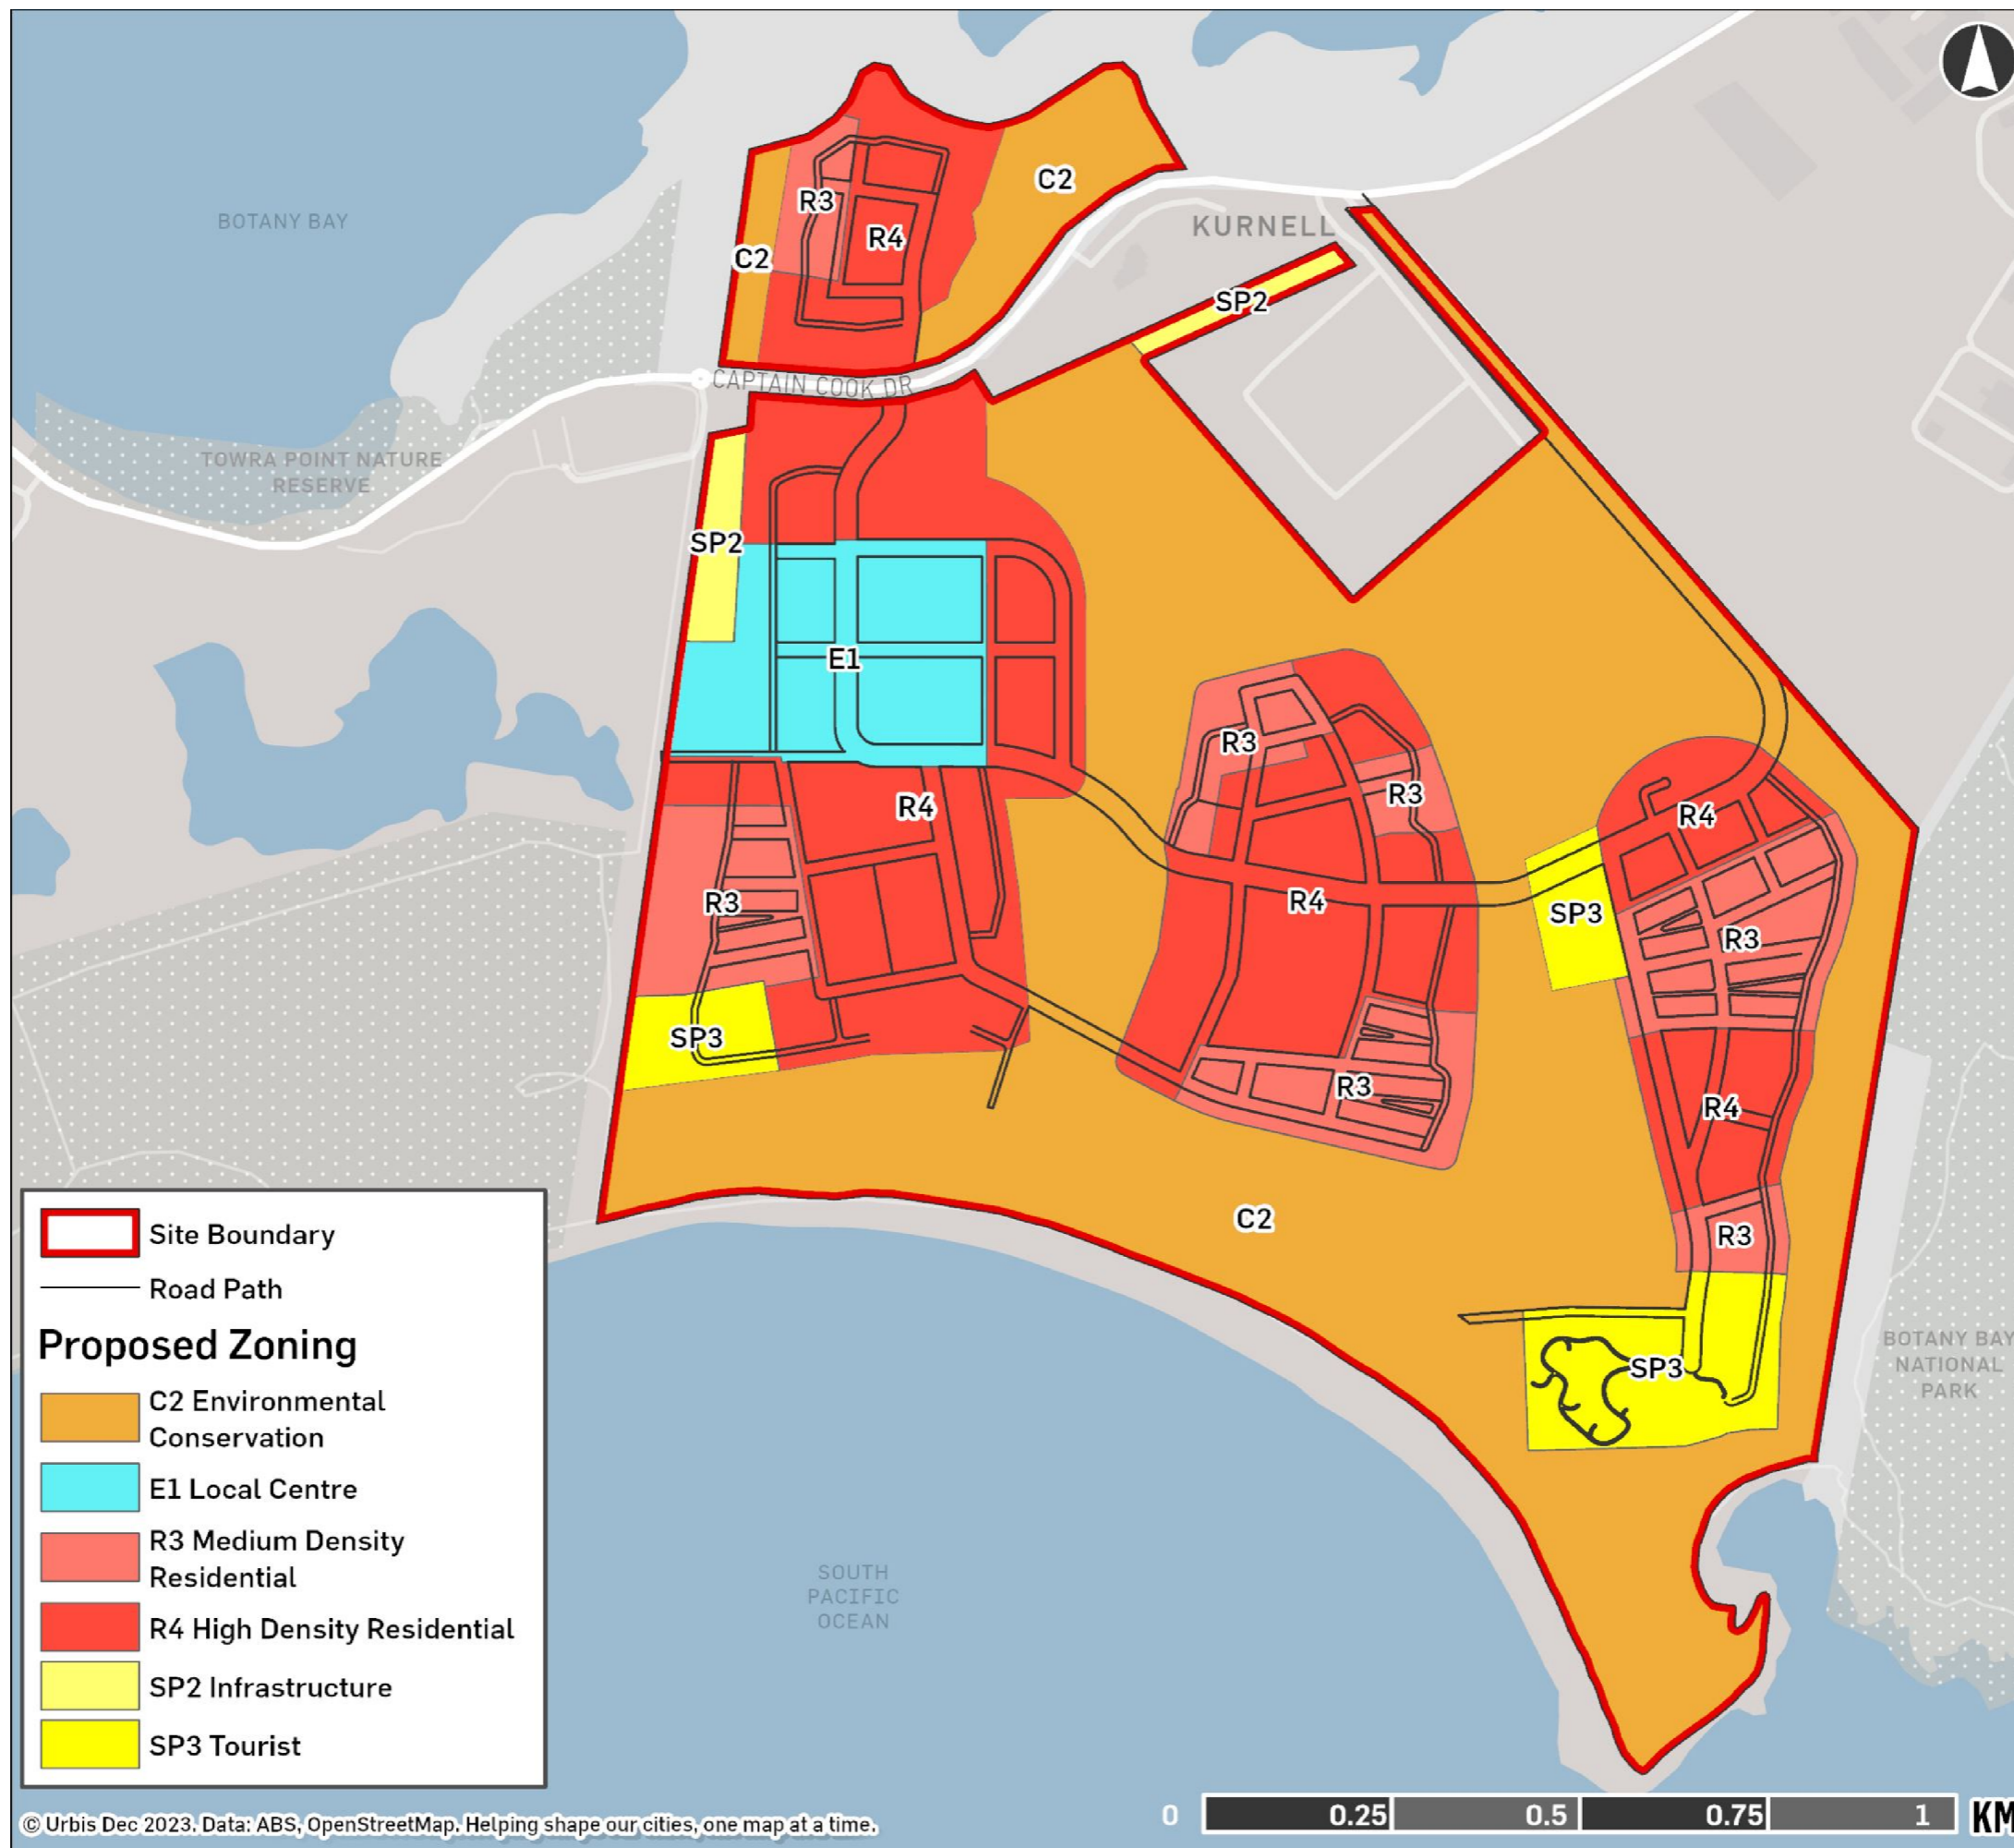 BOTANY BAY
C2
R3
R4
C2
KURNELL
SP2
CAPTAIN COOK DR
TOWRA POINT NATURE
RESERVE
SP2
E1
R3
R3
R4
R4
R3
R4
SP3
R3
SP3
R3
R4
C2
R3
SP3
BOTANY BAY
NATIONAL
PARK
SOUTH
PACIFIC
OCEAN
Site Boundary
Road Path
Proposed Zoning
C2 Environmental
Conservation
E1 Local Centre
R3 Medium Density
Residential
R4 High Density Residential
SP2 Infrastructure
SP3 Tourist
© Urbis Dec 2023. Data: ABS, OpenStreetMap. Helping shape our cities, one map at a time.
0 0.25 0.5 0.75 1 KM